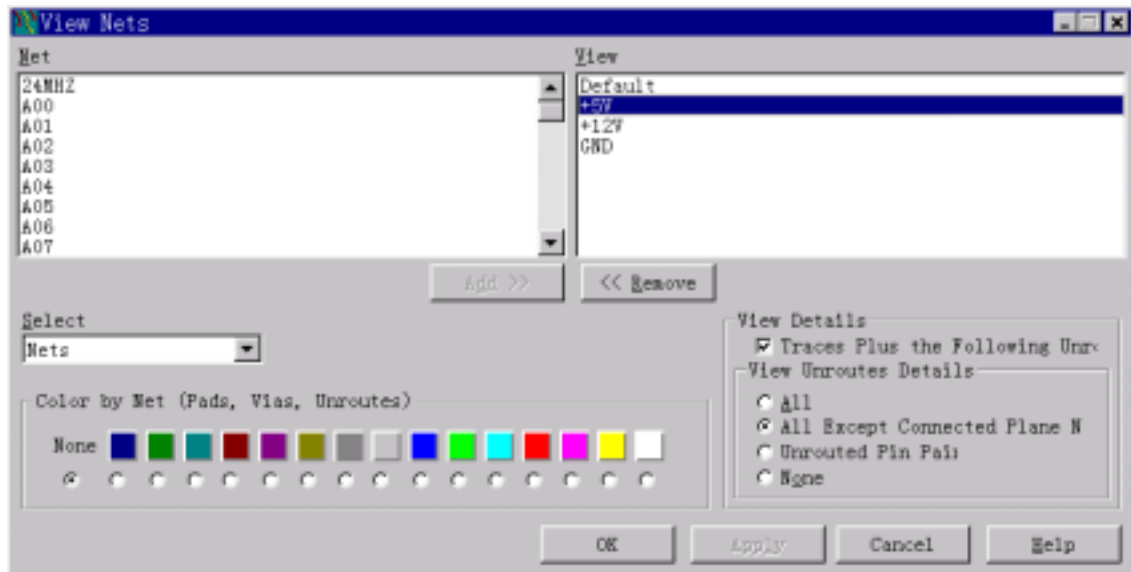 View Nets
Net
View
24MHZ
A00
A01
A02
A03
A04
A05
A06
A07
Default
+5V
+12V
GND
Add >>
<< Remove
Select
Nets
View Details
Traces Plus the Following
View Unroutes Details
All
All Except Connected Plane N
Unrouted Pin
None
Color by Net (Pads, Vias, Unroutes)
None
OK
Apply
Cancel
Help